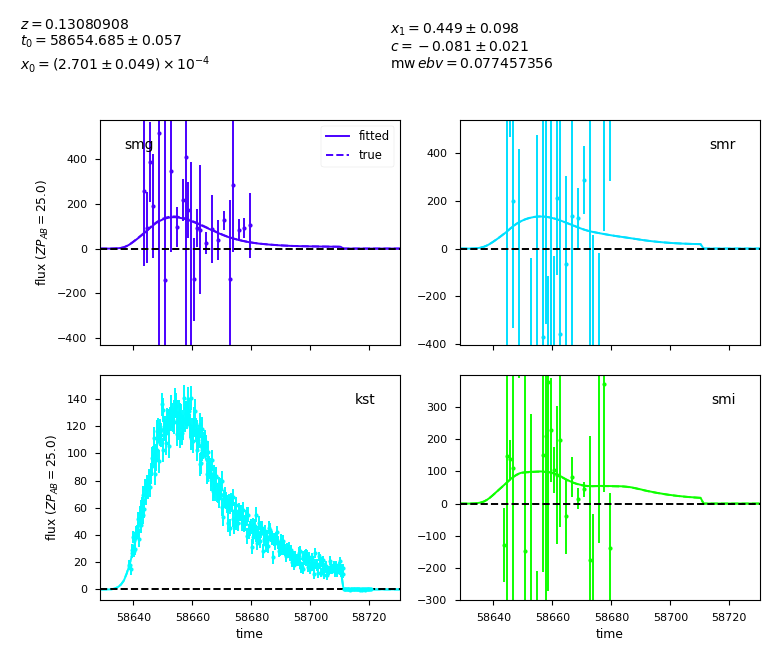 z = 0.13080908
t₀ = 58654.685 ± 0.057
x₀ = (2.701 ± 0.049) × 10⁻⁴
x₁ = 0.449 ± 0.098
c = −0.081 ± 0.021
mw ebv = 0.077457356
smg
fitted
true
flux (ZP_AB = 25.0)
400
200
0
−200
−400
smr
400
200
0
−200
−400
kst
flux (ZP_AB = 25.0)
140
120
100
80
60
40
20
0
58640 58660 58680 58700 58720
time
smi
300
200
100
0
−100
−200
−300
58640 58660 58680 58700 58720
time